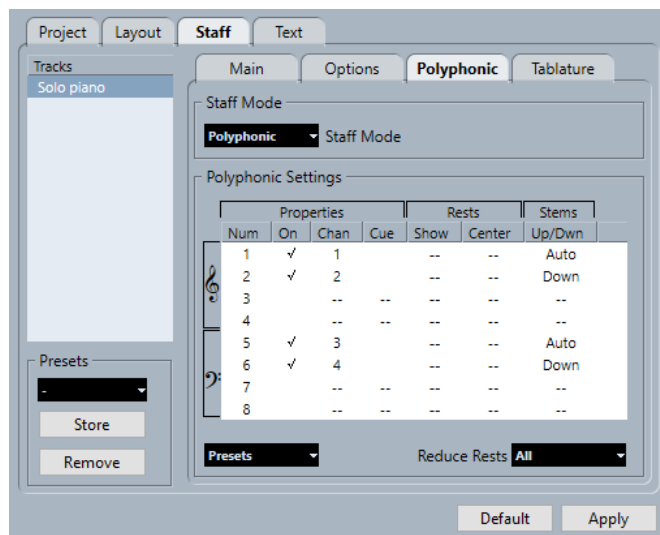 Project Layout Staff Text
Tracks
Solo piano
Main Options Polyphonic Tablature
Staff Mode
Polyphonic Staff Mode
Polyphonic Settings
Properties Rests Stems
Num On Chan Cue Show Center Up/Dwn
1 √ 1 -- -- Auto
2 √ 2 -- -- Down
3 -- -- -- -- --
4 -- -- -- -- --
5 √ 3 -- -- Auto
6 √ 4 -- -- Down
7 -- -- -- -- --
8 -- -- -- -- --
Presets
-
Store
Remove
Presets Reduce Rests All
Default Apply